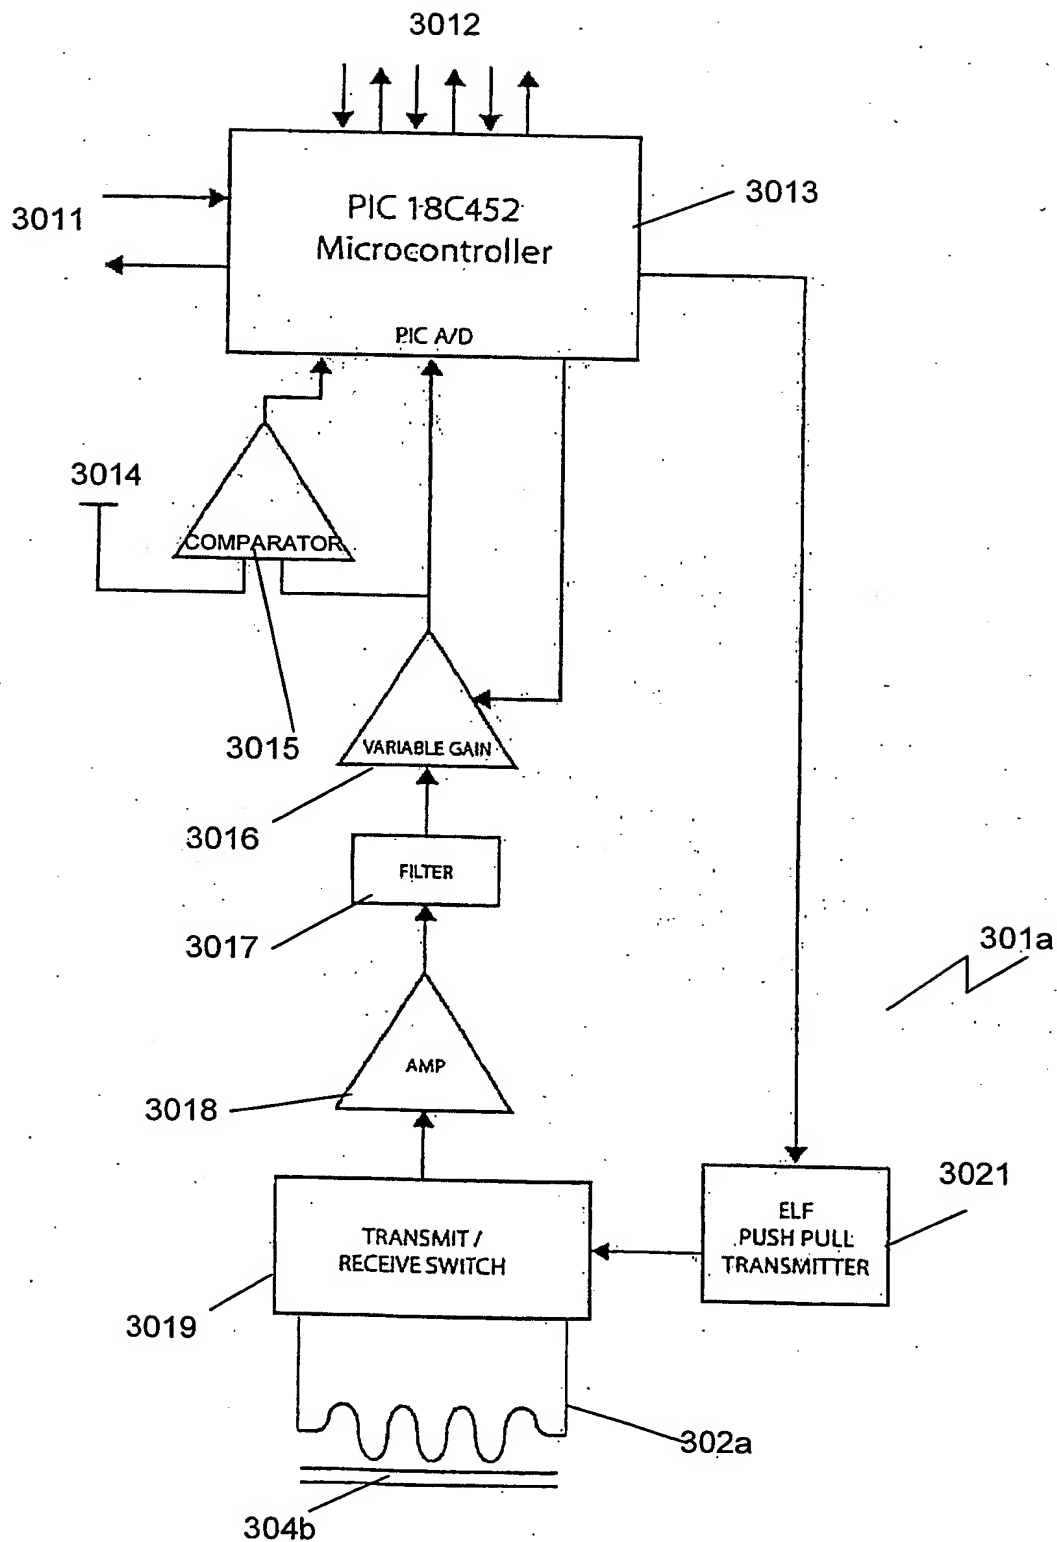 3012
3013
PIC 18C452
Microcontroller
3011
PIC A/D
3014
COMPARATOR
3015
VARIABLE GAIN
3016
FILTER
3017
301a
AMP
3018
3021
ELF
PUSH PULL
TRANSMITTER
TRANSMIT /
RECEIVE SWITCH
3019
302a
304b